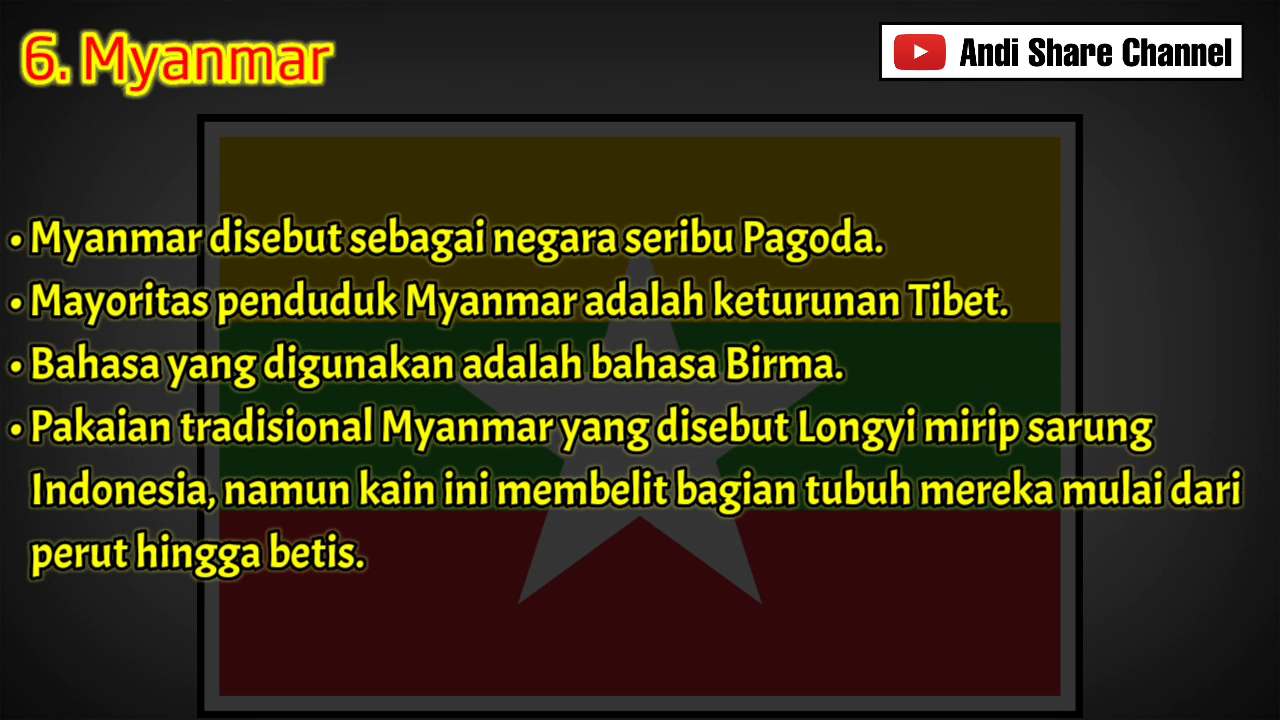 6. Myanmar
Andi Share Channel
• Myanmar disebut sebagai negara seribu Pagoda.
• Mayoritas penduduk Myanmar adalah keturunan Tibet.
• Bahasa yang digunakan adalah bahasa Birma.
• Pakaian tradisional Myanmar yang disebut Longyi mirip sarung
Indonesia, namun kain ini membelit bagian tubuh mereka mulai dari
perut hingga betis.